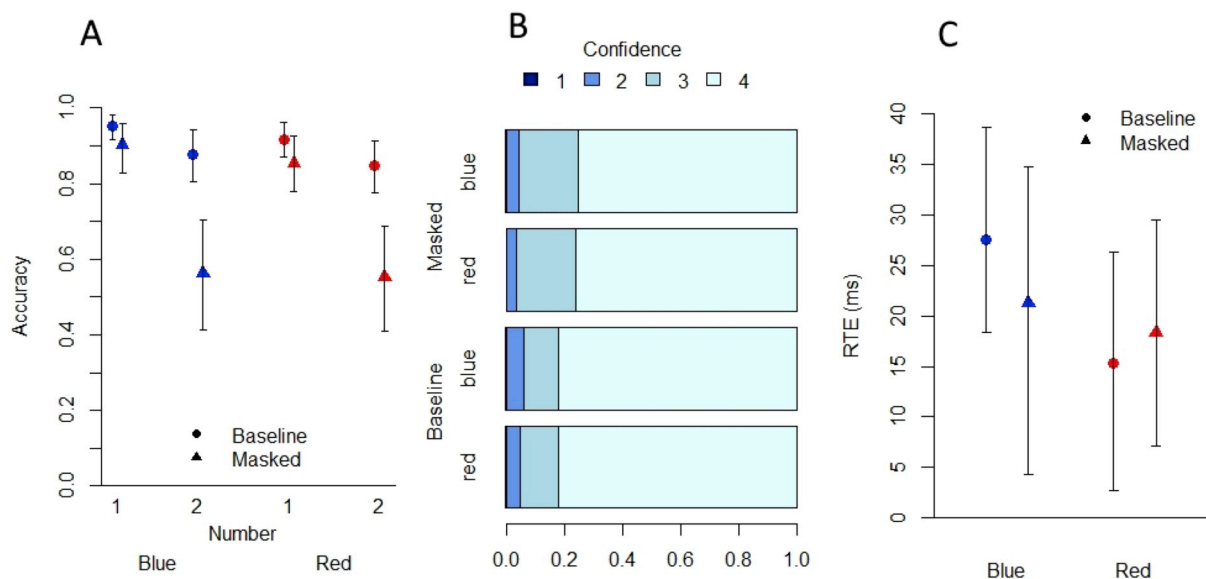 A
Accuracy
1.0
0.8
0.6
0.4
0.2
0.0
Baseline
Masked
1 2 1 2
Number
Blue Red
B
Confidence
1 2 3 4
Masked
blue
red
Baseline
blue
red
0.0 0.2 0.4 0.6 0.8 1.0
C
RTE (ms)
40
35
30
25
20
15
10
5
0
Baseline
Masked
Blue Red